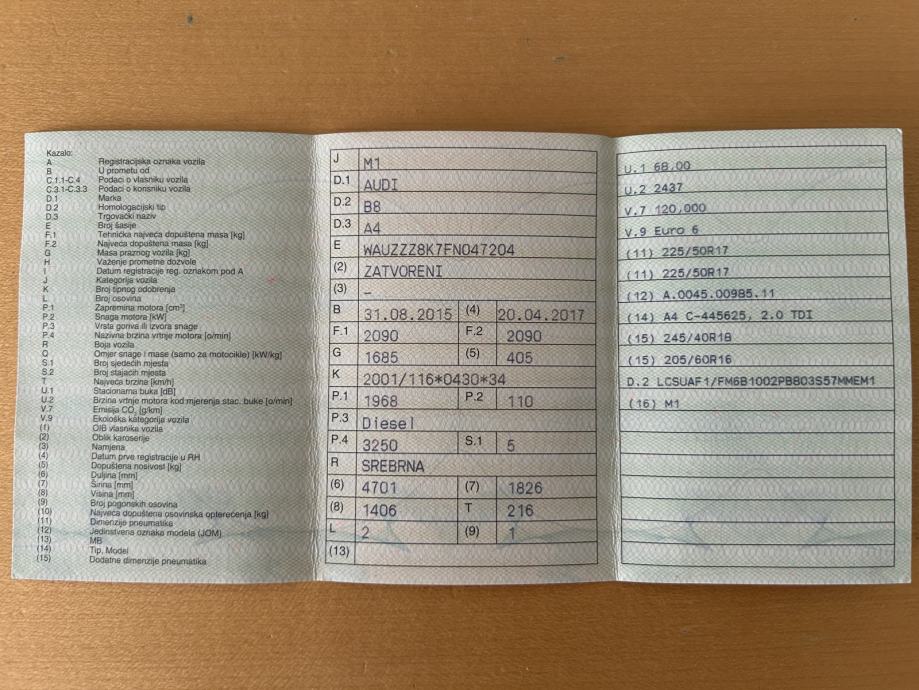 Kazalo:
A Registracijska oznaka vozila
B U prometu od
C.1.1-C.4 Podaci o vlasniku vozila
C.3.1-C.3.3 Podaci o korisniku vozila
D.1 Marka
D.2 Homologacijski tip
D.3 Trgovački naziv
E Broj šasije
F.1 Tehnička najveća dopuštena masa [kg]
F.2 Najveća dopuštena masa [kg]
G Masa praznog vozila [kg]
H Važenje prometne dozvole
I Datum registracije reg. oznakom pod A
J Kategorija vozila
K Broj tipnog odobrenja
L Broj osovina
P.1 Zapremina motora [cm³]
P.2 Snaga motora [kW]
P.3 Vrsta goriva ili izvora snage
P.4 Nazivna brzina vrtnje motora [o/min]
R Boja vozila
Q Omjer snage i mase (samo za motocikle) [kW/kg]
S.1 Broj sjedećih mjesta
S.2 Broj stajaćih mjesta
T Najveća brzina [km/h]
U.1 Stacionarna buka [dB]
U.2 Brzina vrtnje motora kod mjerenja stac. buke [o/min]
V.7 Emisija CO₂ [g/km]
V.9 Ekološka kategorija vozila
(1) OIB vlasnika vozila
(2) Oblik karoserije
(3) Namjena
(4) Datum prve registracije u RH
(5) Dopuštena nosivost [kg]
(6) Duljina [mm]
(7) Širina [mm]
(8) Visina [mm]
(9) Broj pogonskih osovina
(10) Najveće dopuštena osovinska opterećenja [kg]
(11) Dimenzije pneumatika
(12) Jedinstvena oznaka modela (JOM)
(13) MB
(14) Tip, Model
(15) Dodatne dimenzije pneumatika
J M1
D.1 AUDI
D.2 B8
D.3 A4
E WAUZZZ8K7FN047204
(2) ZATVORENI
(3) –
B 31.08.2015 (4) 20.04.2017
F.1 2090 F.2 2090
G 1685 (5) 405
K 2001/116*0430*34
P.1 1968 P.2 110
P.3 Diesel
P.4 3250 S.1 5
R SREBRNA
(6) 4701 (7) 1826
(8) 1406 T 216
L 2 (9) 1
(13)
U.1 68,00
U.2 2437
V.7 120,000
V.9 Euro 6
(11) 225/50R17
(11) 225/50R17
(12) A.0045.00985.11
(14) A4 C-445625, 2.0 TDI
(15) 245/40R18
(15) 205/60R16
D.2 LCSUAF1/FM6B1002PB803S57MMEM1
(16) M1